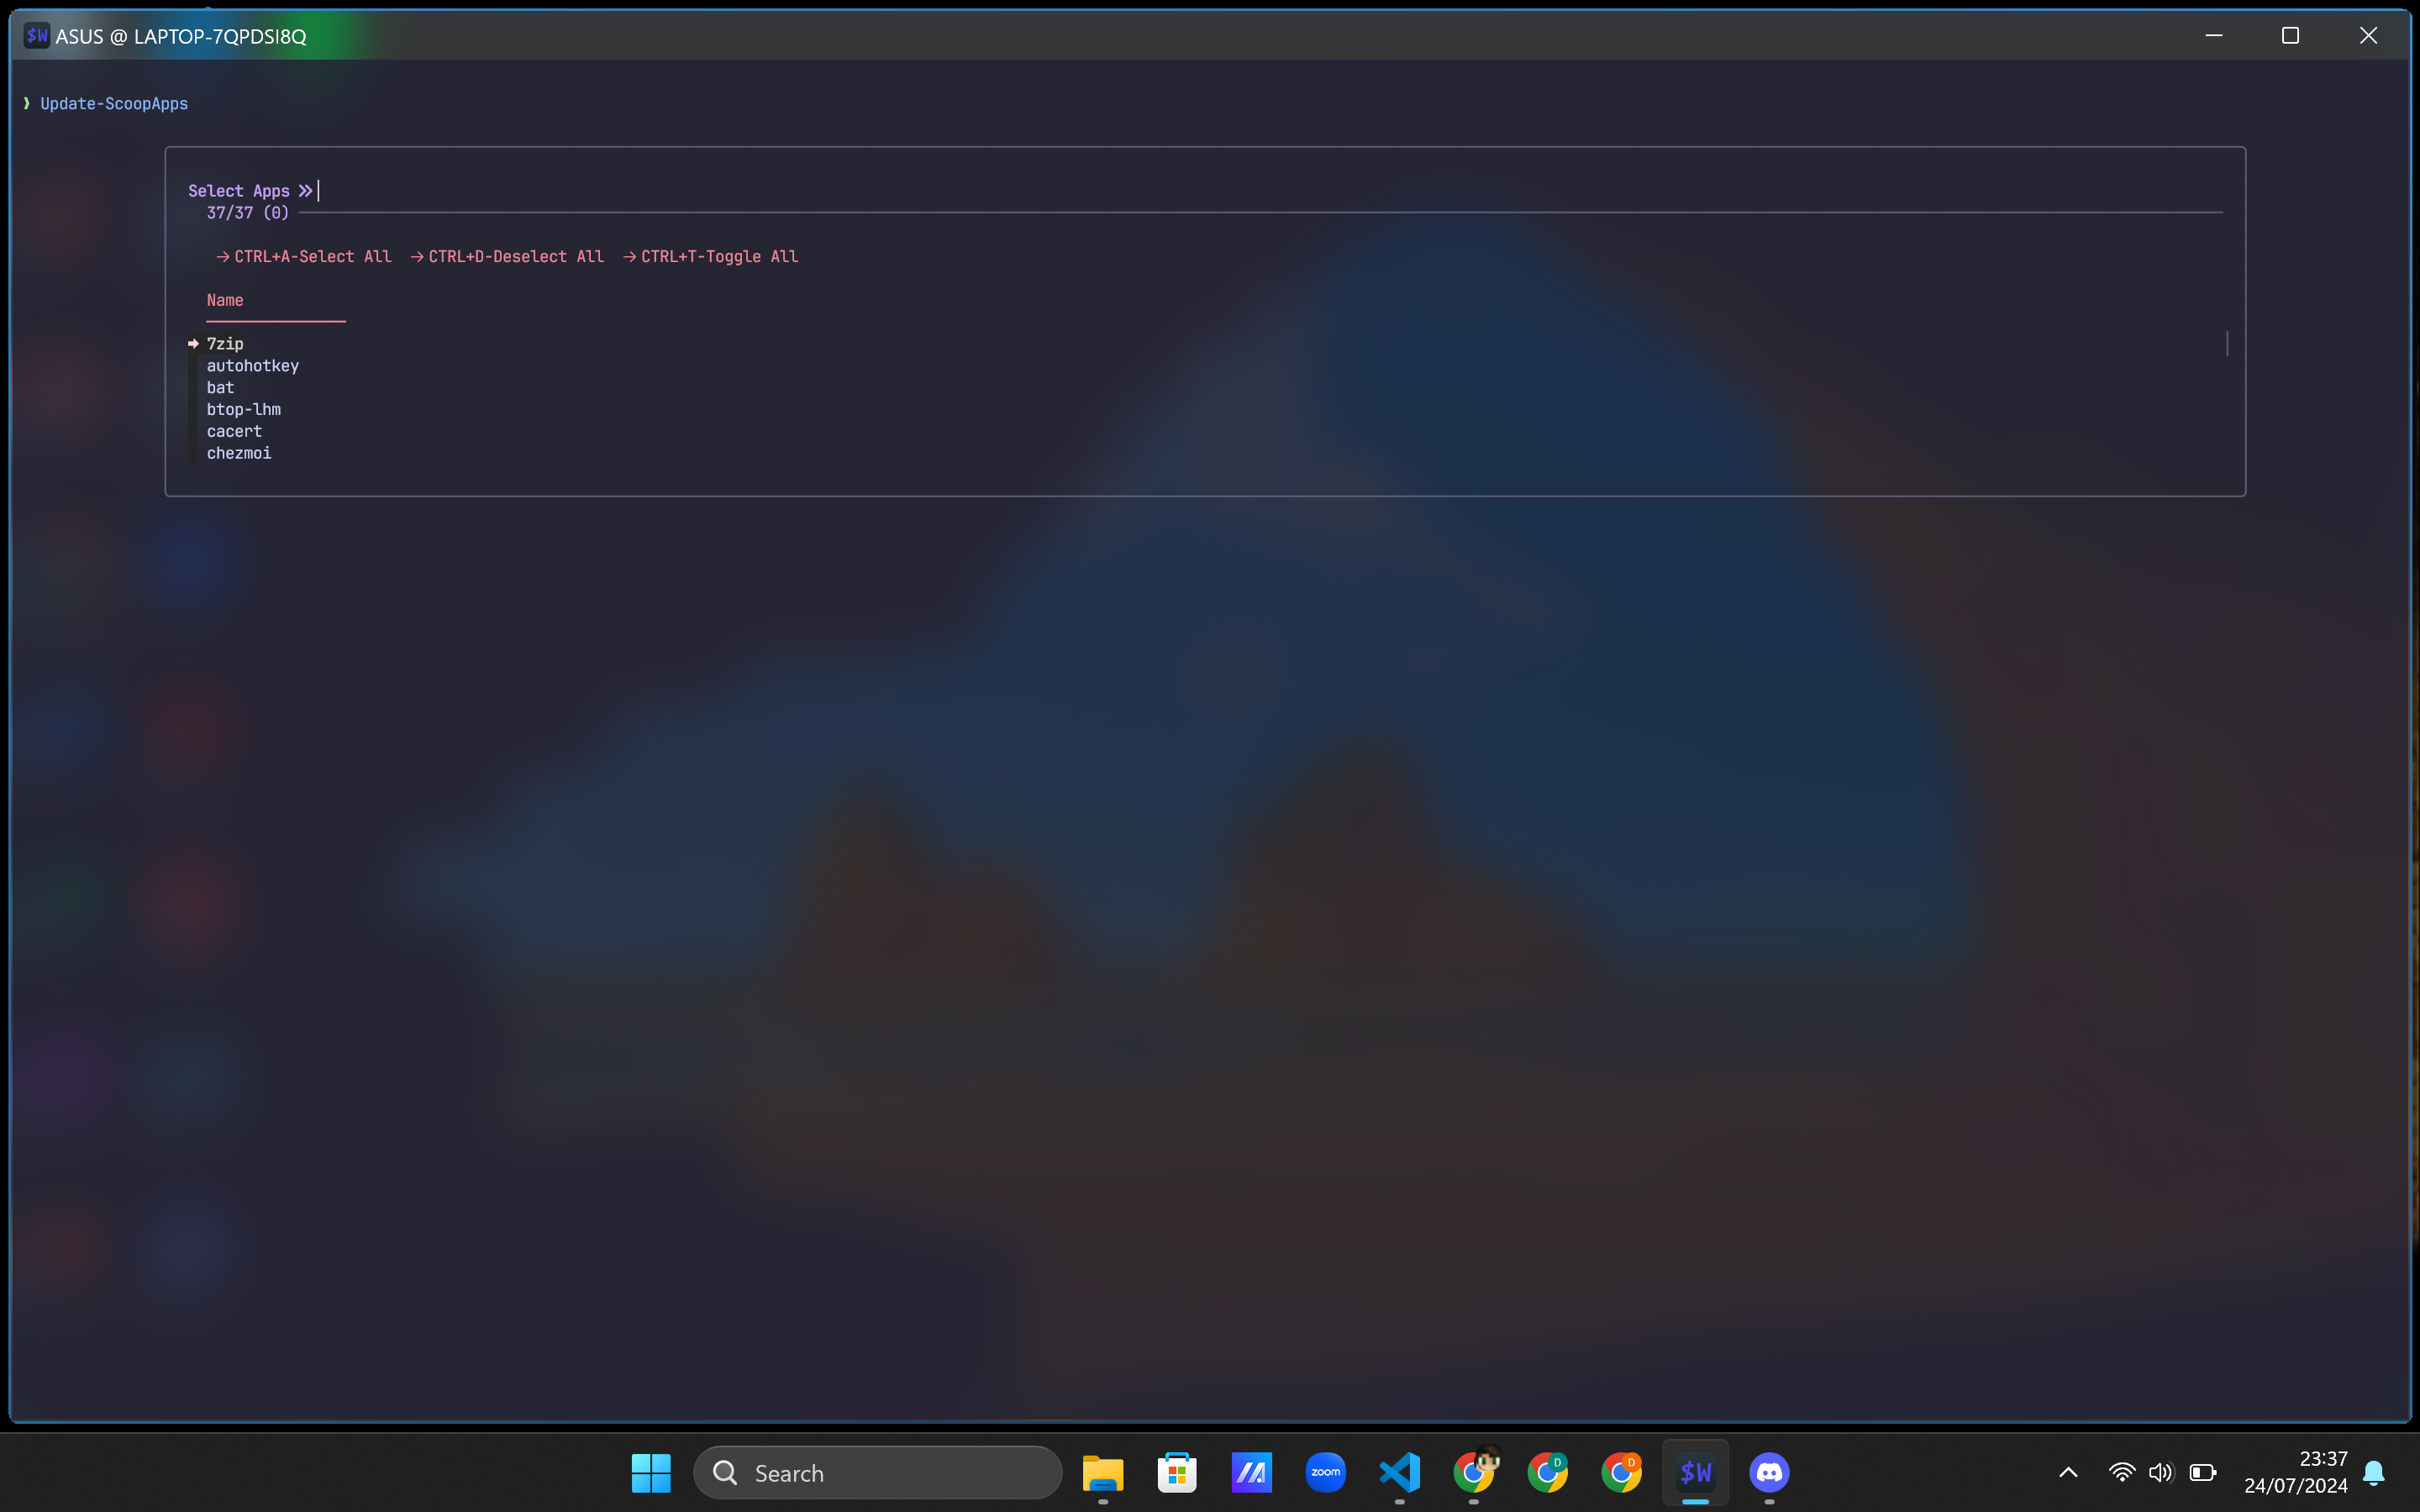 $W ASUS @ LAPTOP-7QPDSI8Q
❯ Update-ScoopApps
Select Apps »
37/37 (0)
→CTRL+A-Select All →CTRL+D-Deselect All →CTRL+T-Toggle All
Name
7zip
autohotkey
bat
btop-lhm
cacert
chezmoi
Search
zoom
D
D
$W
23:37
24/07/2024